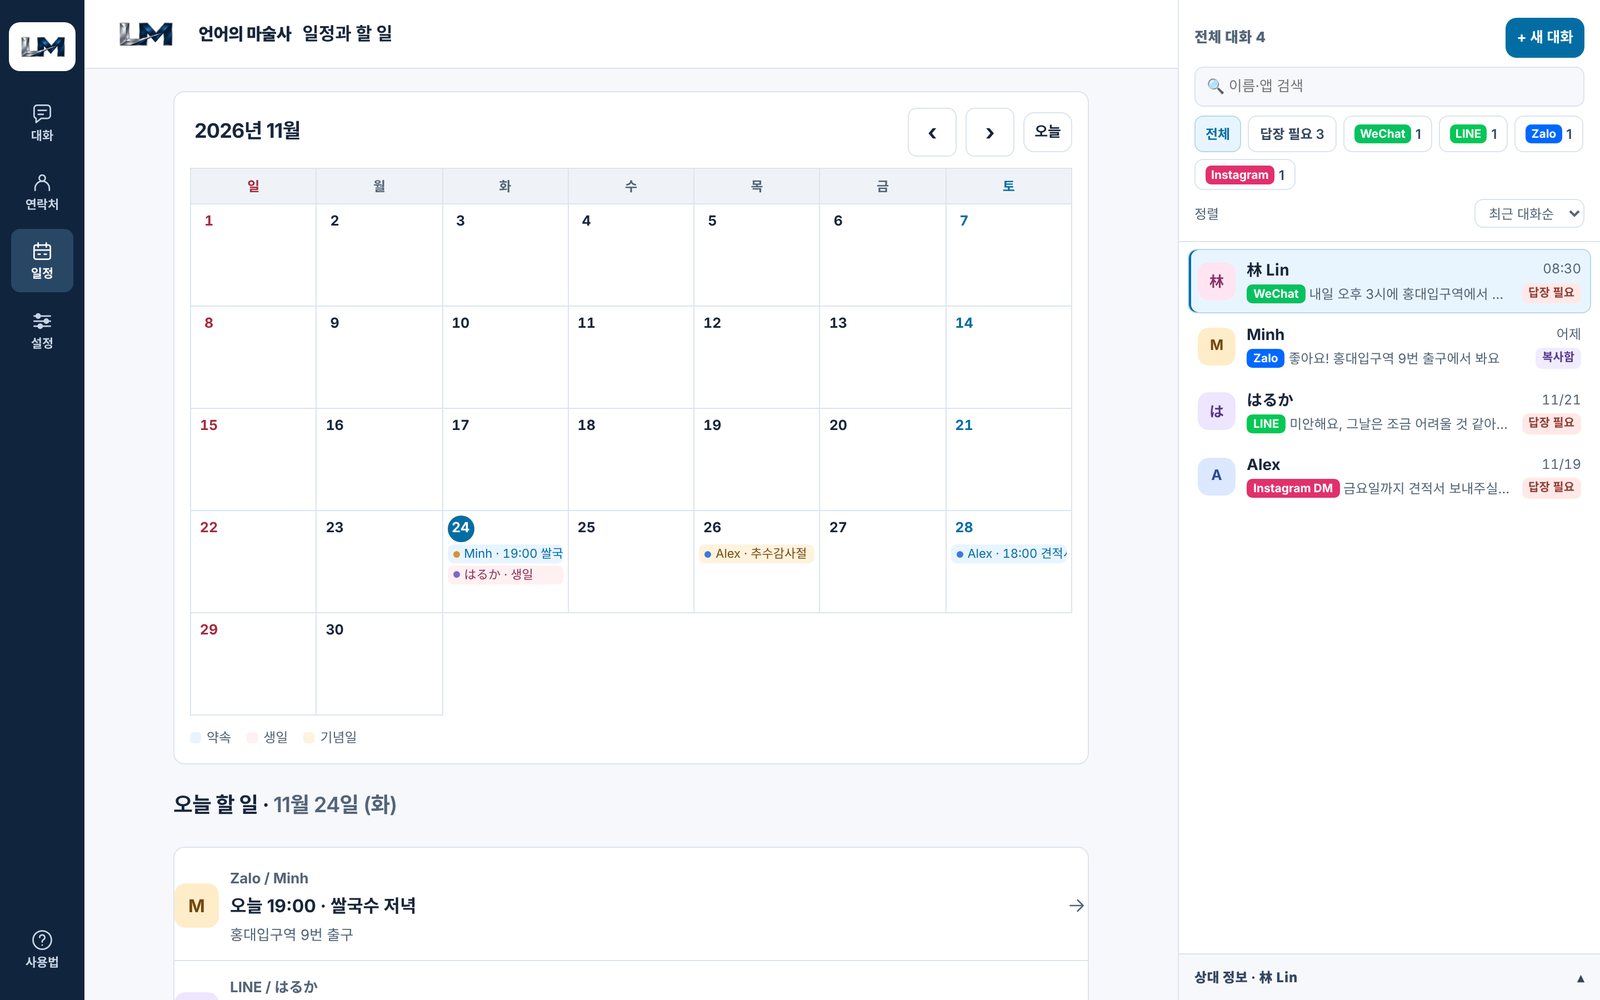 LM
대화
연락처
일정
설정
사용법
LM 언어의 마술사 일정과 할 일
2026년 11월
‹ › 오늘
일 월 화 수 목 금 토
1 2 3 4 5 6 7
8 9 10 11 12 13 14
15 16 17 18 19 20 21
22 23 24 25 26 27 28
Minh · 19:00 쌀국
はるか · 생일
Alex · 추수감사절
Alex · 18:00 견적
29 30
약속 생일 기념일
오늘 할 일 · 11월 24일 (화)
M
Zalo / Minh
오늘 19:00 · 쌀국수 저녁
홍대입구역 9번 출구
→
LINE / はるか
전체 대화 4
+ 새 대화
이름·앱 검색
전체 답장 필요 3 WeChat 1 LINE 1 Zalo 1
Instagram 1
정렬 최근 대화순
林 林 Lin 08:30
WeChat 내일 오후 3시에 홍대입구역에서 ... 답장 필요
M Minh 어제
Zalo 좋아요! 홍대입구역 9번 출구에서 봐요 복사함
は はるか 11/21
LINE 미안해요, 그날은 조금 어려울 것 같아... 답장 필요
A Alex 11/19
Instagram DM 금요일까지 견적서 보내주실... 답장 필요
상대 정보 · 林 Lin ▲